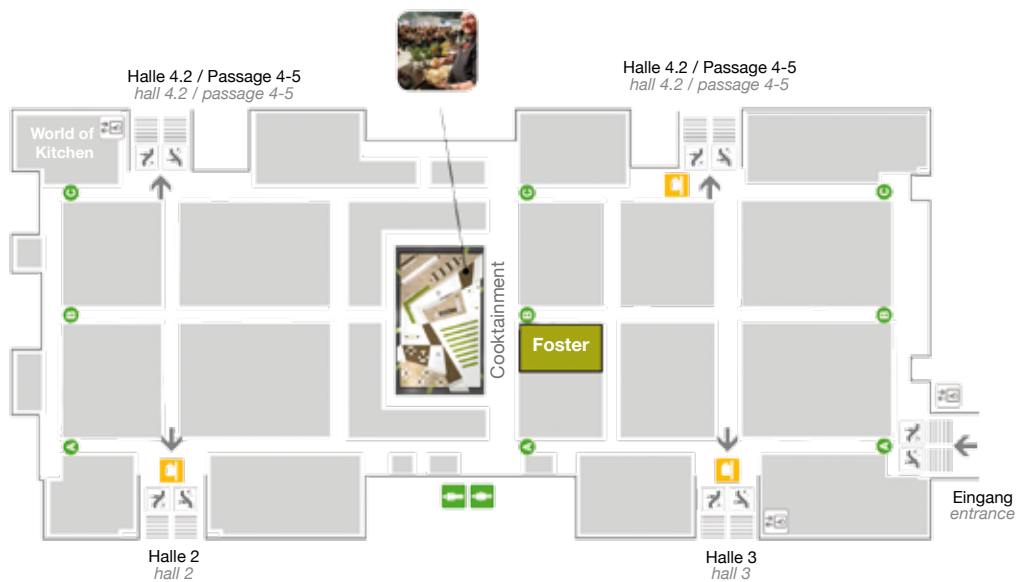 Halle 4.2 / Passage 4-5
hall 4.2 / passage 4-5
Halle 4.2 / Passage 4-5
hall 4.2 / passage 4-5
World of
Kitchen
C
C
C
Cooktainment
B
B
B
Foster
A
A
A
Eingang
entrance
Halle 2
hall 2
Halle 3
hall 3